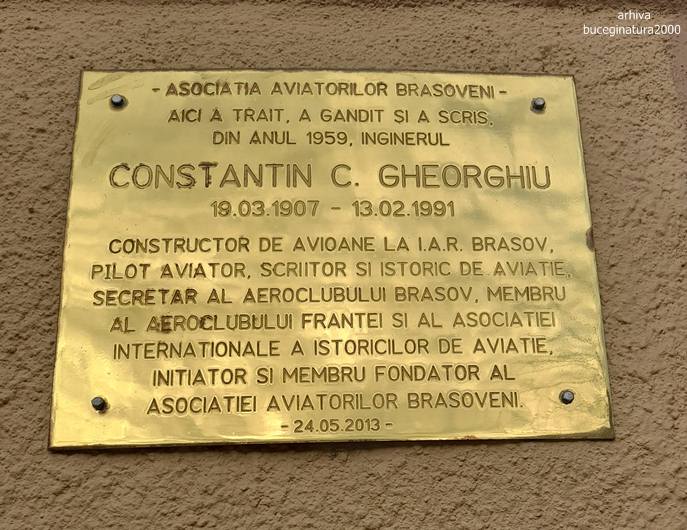 arhiva
buceginatura2000
- ASOCIATIA AVIATORILOR BRASOVENI -
AICI A TRAIT, A GANDIT SI A SCRIS,
DIN ANUL 1959, INGINERUL
CONSTANTIN C. GHEORGHIU
19.03.1907 - 13.02.1991
CONSTRUCTOR DE AVIOANE LA I.A.R. BRASOV,
PILOT AVIATOR, SCRIITOR SI ISTORIC DE AVIATIE,
SECRETAR AL AEROCLUBULUI BRASOV, MEMBRU
AL AEROCLUBULUI FRANTEI SI AL ASOCIATIEI
INTERNATIONALE A ISTORICILOR DE AVIATIE,
INITIATOR SI MEMBRU FONDATOR AL
ASOCIATIEI AVIATORILOR BRASOVENI.
- 24.05.2013 -